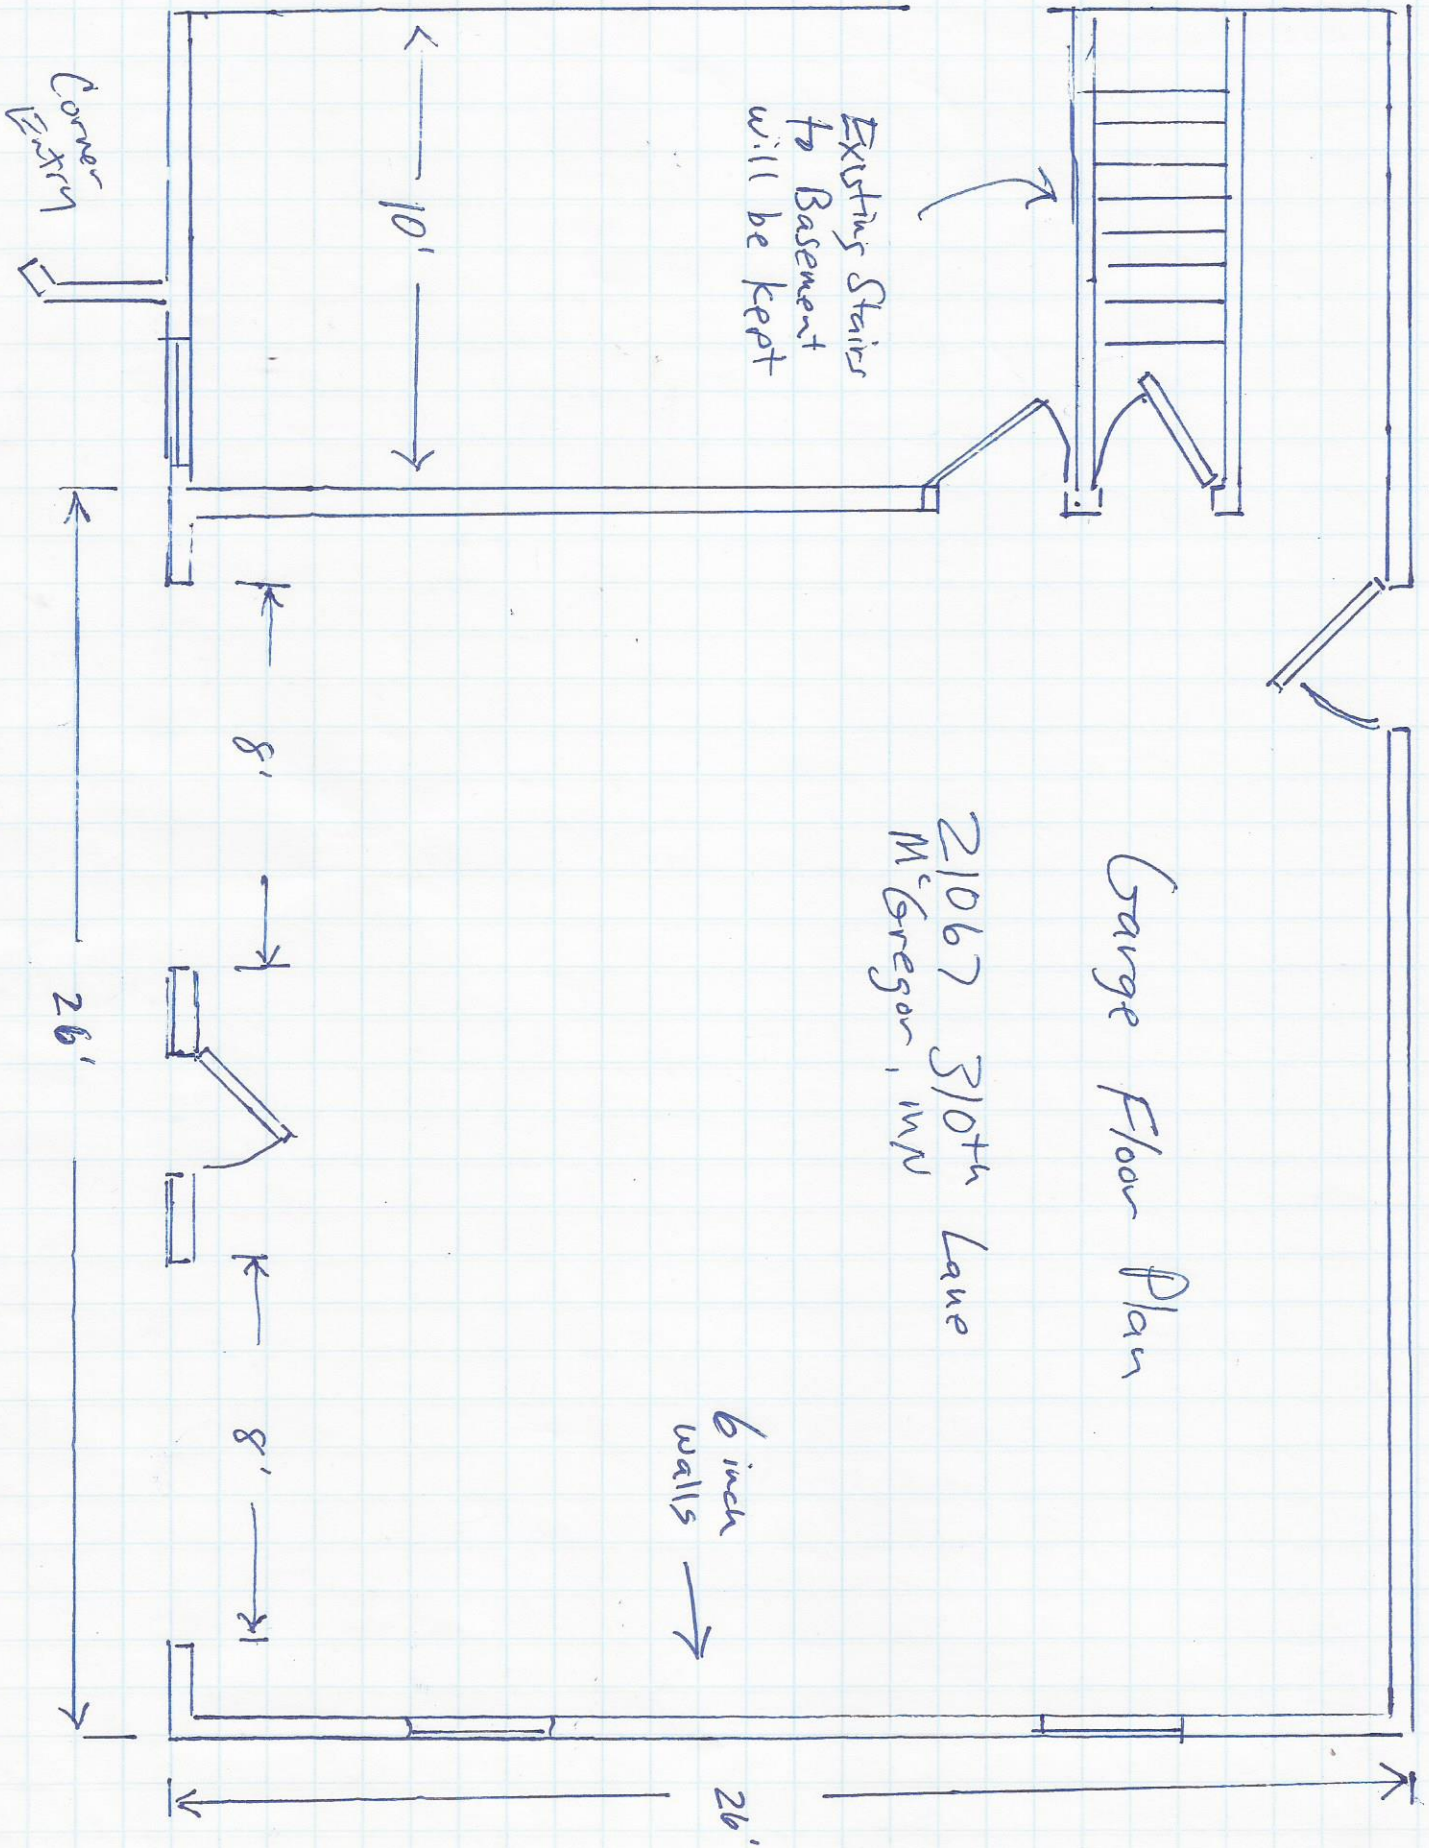 Garage Floor Plan
21067 310th Lane
McGregor, MN
Existing Stairs
to Basement
will be kept
10'
Corner
Entry
8'
8'
26'
6 inch
walls
26'